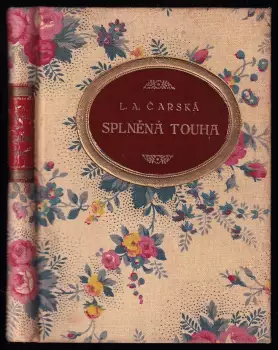 L. A. ČARSKÁ
SPLNĚNÁ TOUHA